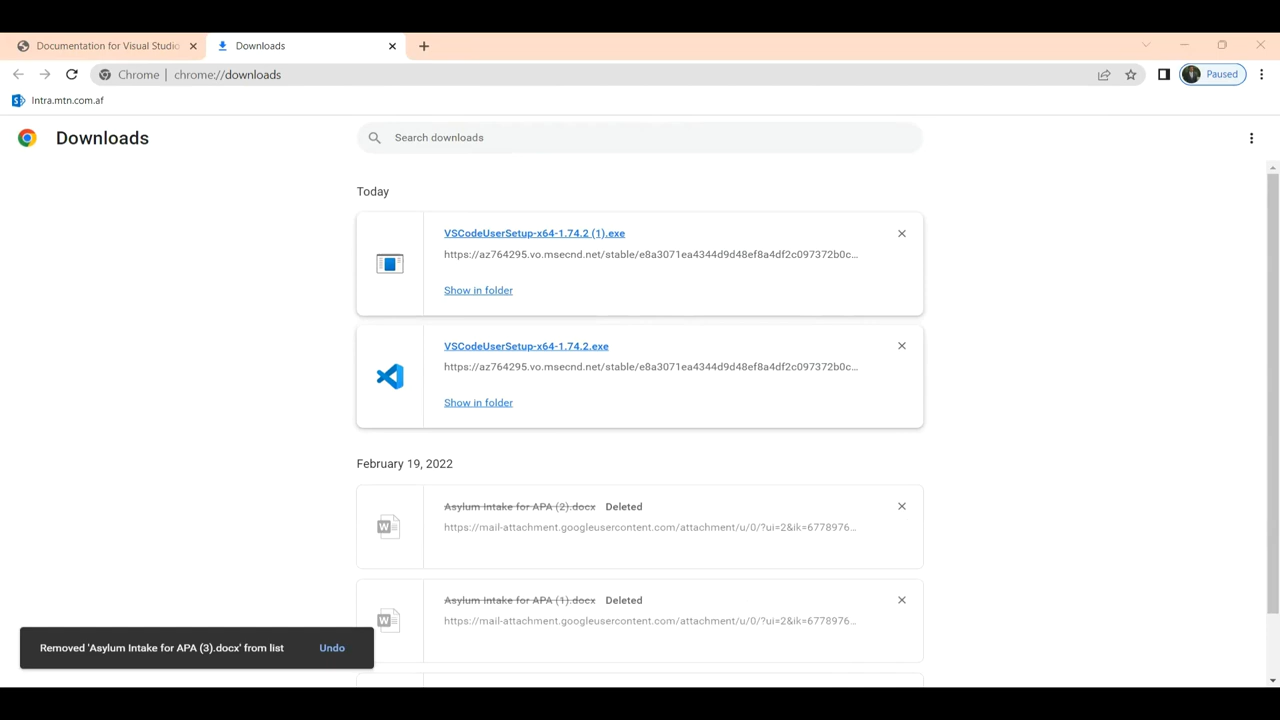 Documentation for Visual Studio
Downloads
Chrome | chrome://downloads
Paused
Intra.mtn.com.af
Downloads
Search downloads
Today
VSCodeUserSetup-x64-1.74.2 (1).exe
https://az764295.vo.msecnd.net/stable/e8a3071ea4344d9d48ef8a4df2c097372b0c...
Show in folder
VSCodeUserSetup-x64-1.74.2.exe
https://az764295.vo.msecnd.net/stable/e8a3071ea4344d9d48ef8a4df2c097372b0c...
Show in folder
February 19, 2022
Asylum Intake for APA (2).docx Deleted
https://mail-attachment.googleusercontent.com/attachment/u/0/?ui=2&ik=6778976...
Asylum Intake for APA (1).docx Deleted
https://mail-attachment.googleusercontent.com/attachment/u/0/?ui=2&ik=6778976...
Removed 'Asylum Intake for APA (3).docx' from list Undo